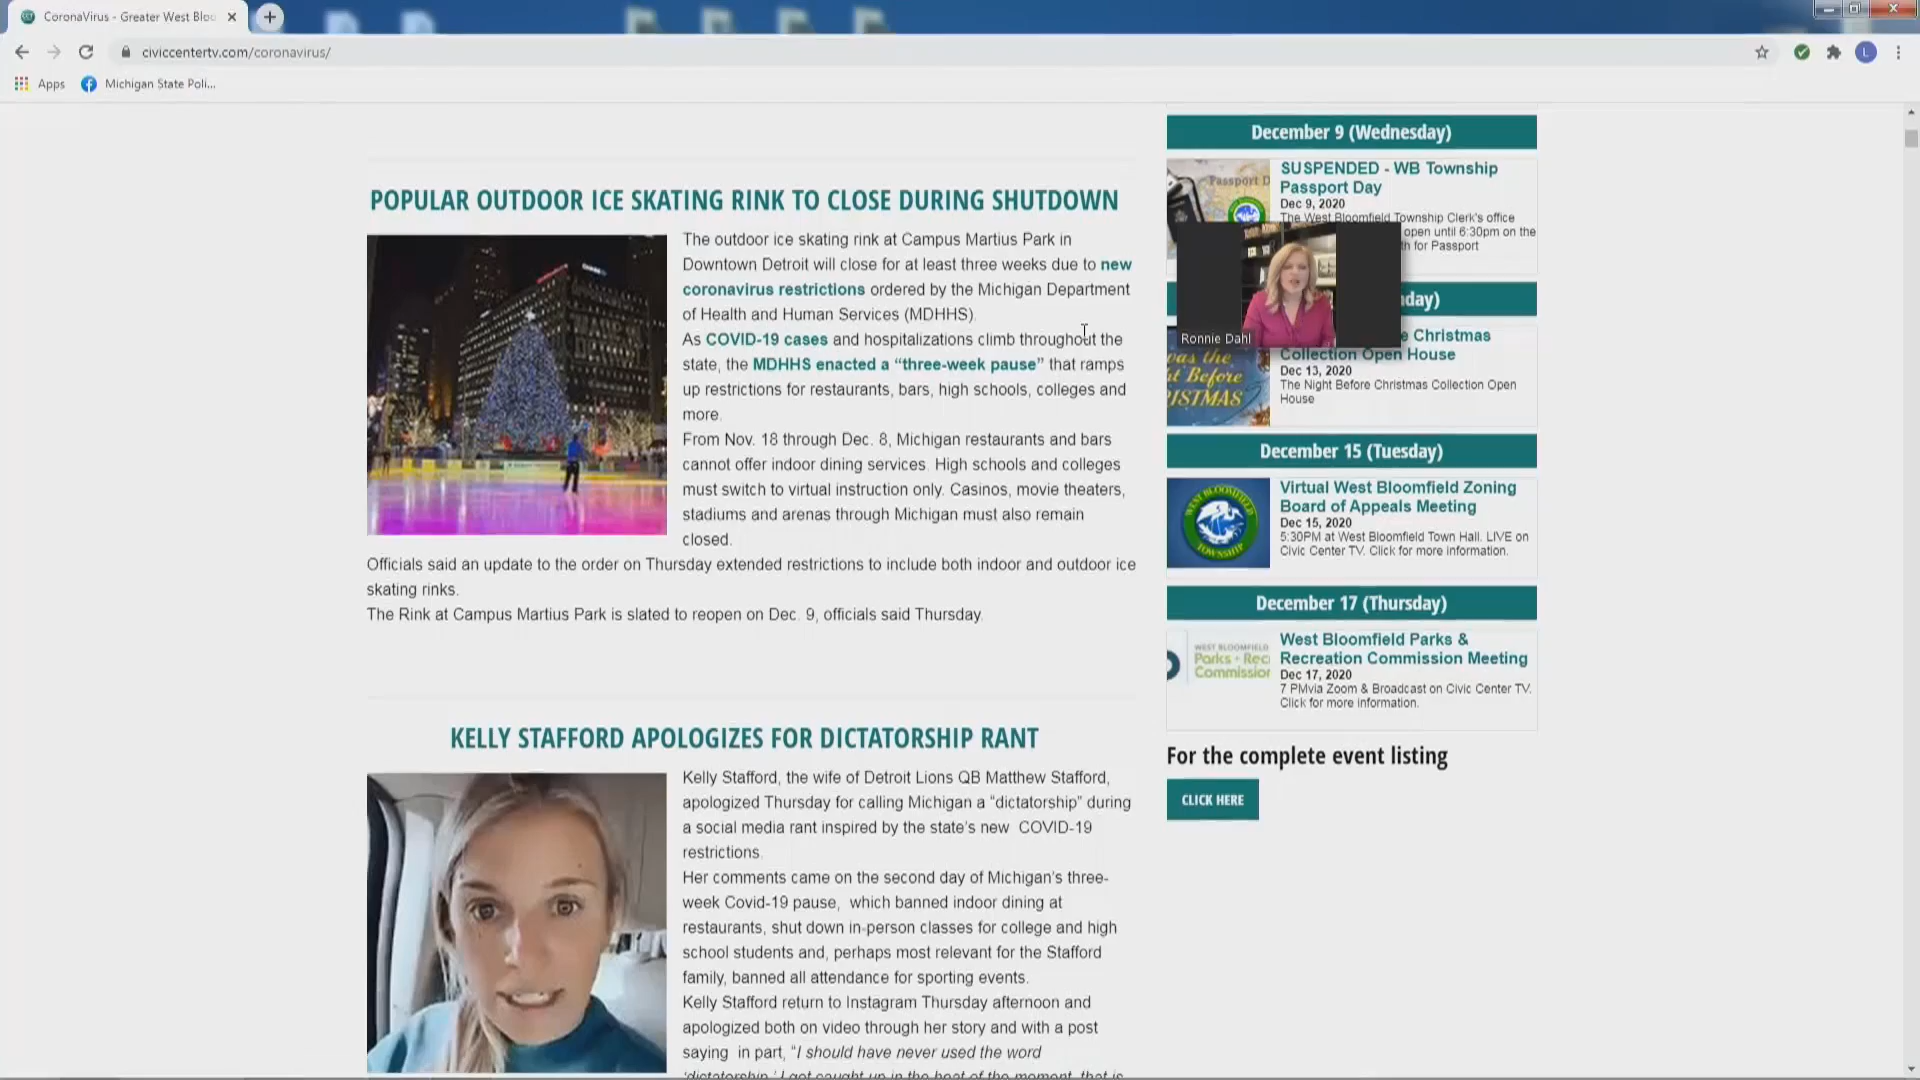 CoronaVirus - Greater West Bloo
civiccentertv.com/coronavirus/
L
Apps
Michigan State Poli...
POPULAR OUTDOOR ICE SKATING RINK TO CLOSE DURING SHUTDOWN
The outdoor ice skating rink at Campus Martius Park in
Downtown Detroit will close for at least three weeks due to new
coronavirus restrictions ordered by the Michigan Department
of Health and Human Services (MDHHS).
As COVID-19 cases and hospitalizations climb throughout the
state, the MDHHS enacted a “three-week pause” that ramps
up restrictions for restaurants, bars, high schools, colleges and
more.
From Nov. 18 through Dec. 8, Michigan restaurants and bars
cannot offer indoor dining services. High schools and colleges
must switch to virtual instruction only. Casinos, movie theaters,
stadiums and arenas through Michigan must also remain
closed.
Officials said an update to the order on Thursday extended restrictions to include both indoor and outdoor ice
skating rinks.
The Rink at Campus Martius Park is slated to reopen on Dec. 9, officials said Thursday.
KELLY STAFFORD APOLOGIZES FOR DICTATORSHIP RANT
Kelly Stafford, the wife of Detroit Lions QB Matthew Stafford,
apologized Thursday for calling Michigan a “dictatorship” during
a social media rant inspired by the state’s new COVID-19
restrictions.
Her comments came on the second day of Michigan’s three-
week Covid-19 pause, which banned indoor dining at
restaurants, shut down in-person classes for college and high
school students and, perhaps most relevant for the Stafford
family, banned all attendance for sporting events.
Kelly Stafford return to Instagram Thursday afternoon and
apologized both on video through her story and with a post
saying in part, “I should have never used the word
‘dictatorship.’ I got caught up in the heat of the moment, that is
December 9 (Wednesday)
Passport D
SUSPENDED - WB Township
Passport Day
Dec 9, 2020
The West Bloomfield Township Clerk's office
open until 6:30pm on the
th for Passport
day)
Ronnie Dahl
was the
ht Before
ISTMAS
e Christmas
Collection Open House
Dec 13, 2020
The Night Before Christmas Collection Open
House
December 15 (Tuesday)
WEST BLOOMFIELD
TOWNSHIP
Virtual West Bloomfield Zoning
Board of Appeals Meeting
Dec 15, 2020
5:30PM at West Bloomfield Town Hall. LIVE on
Civic Center TV. Click for more information.
December 17 (Thursday)
WEST BLOOMFIELD
Parks • Rec
Commission
West Bloomfield Parks &
Recreation Commission Meeting
Dec 17, 2020
7 PMvia Zoom & Broadcast on Civic Center TV.
Click for more information.
For the complete event listing
CLICK HERE